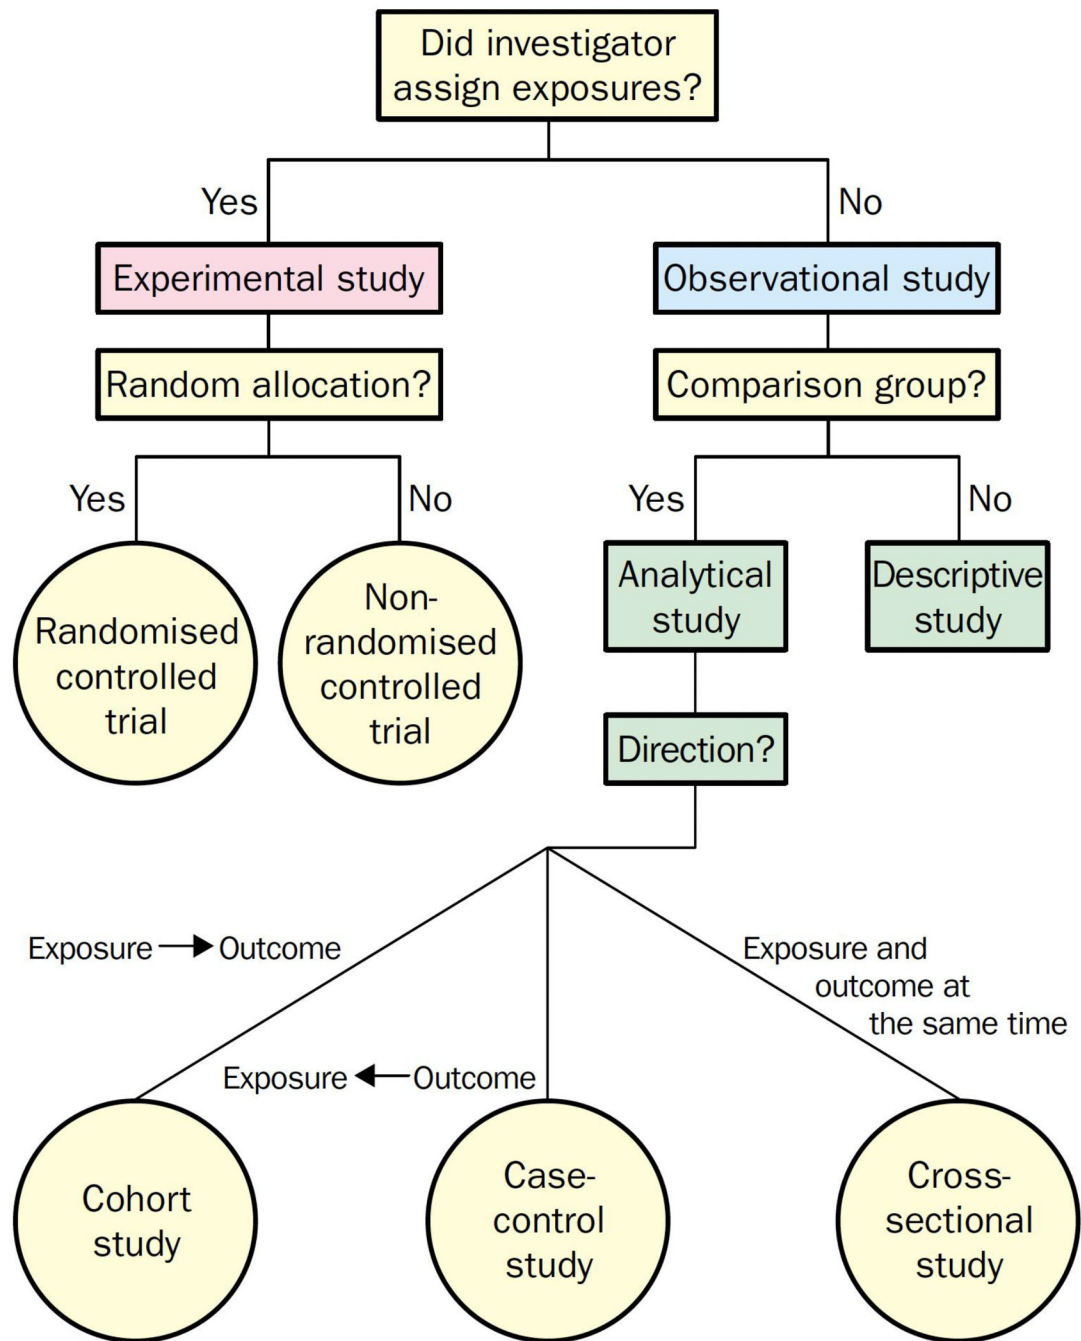 Did investigator
assign exposures?
Yes
No
Experimental study
Observational study
Random allocation?
Comparison group?
Yes
No
Yes
No
Randomised
controlled
trial
Non-
randomised
controlled
trial
Analytical
study
Descriptive
study
Direction?
Exposure → Outcome
Exposure and
outcome at
the same time
Exposure ← Outcome
Cohort
study
Case-
control
study
Cross-
sectional
study